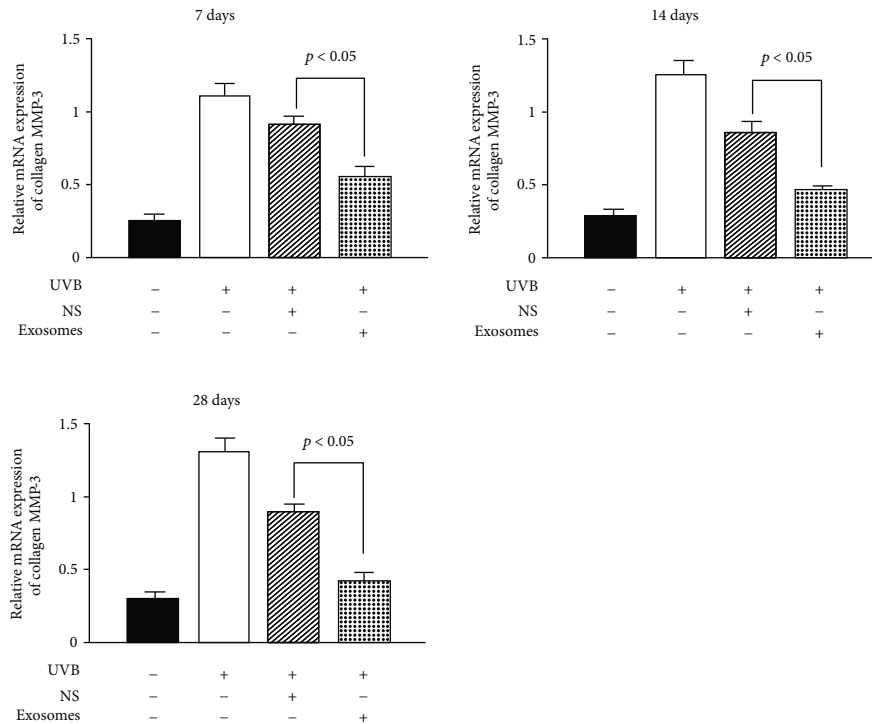 7 days
Relative mRNA expression
of collagen MMP-3
1.5
1
0.5
0
p < 0.05
UVB – + + +
NS – – + –
Exosomes – – – +
14 days
Relative mRNA expression
of collagen MMP-3
1.5
1
0.5
0
p < 0.05
UVB – + + +
NS – – + –
Exosomes – – – +
28 days
Relative mRNA expression
of collagen MMP-3
1.5
1
0.5
0
p < 0.05
UVB – + + +
NS – – + –
Exosomes – – – +